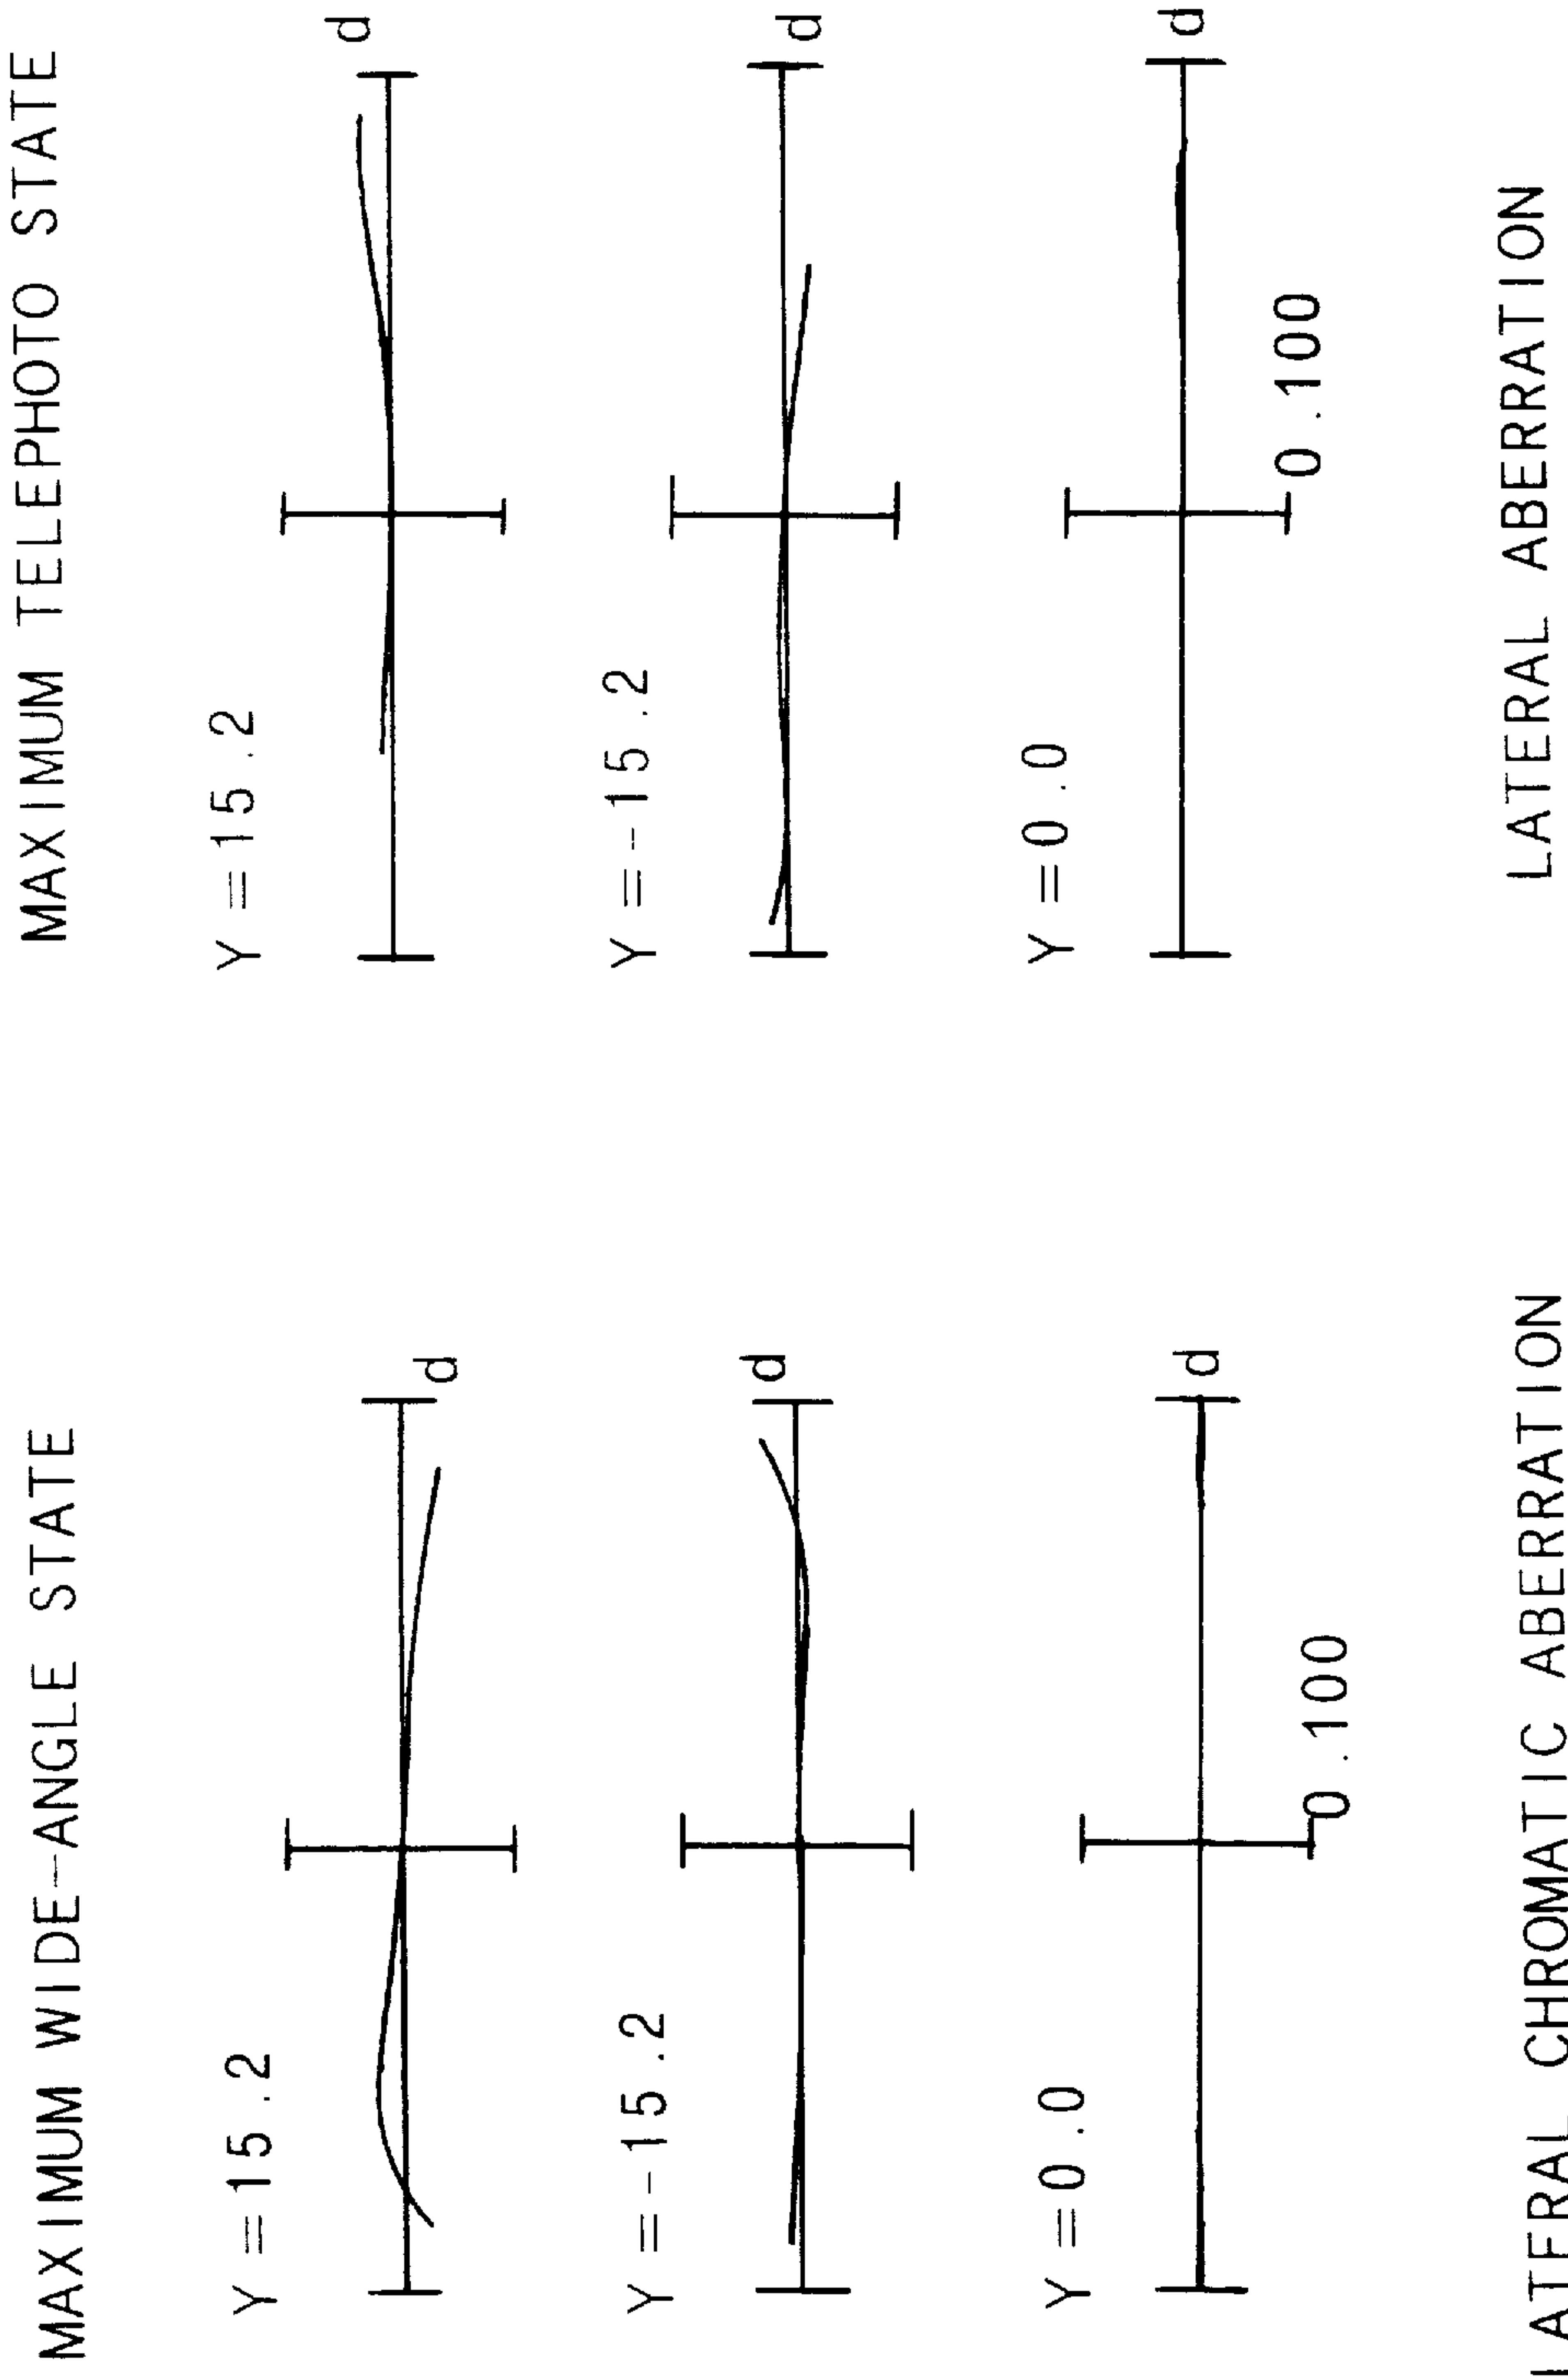 MAXIMUM WIDE-ANGLE STATE
Y=15.2
d
Y=-15.2
d
Y=0.0
d
0.100
LATERAL CHROMATIC ABERRATION
MAXIMUM TELEPHOTO STATE
Y=15.2
d
Y=-15.2
d
Y=0.0
d
0.100
LATERAL ABERRATION